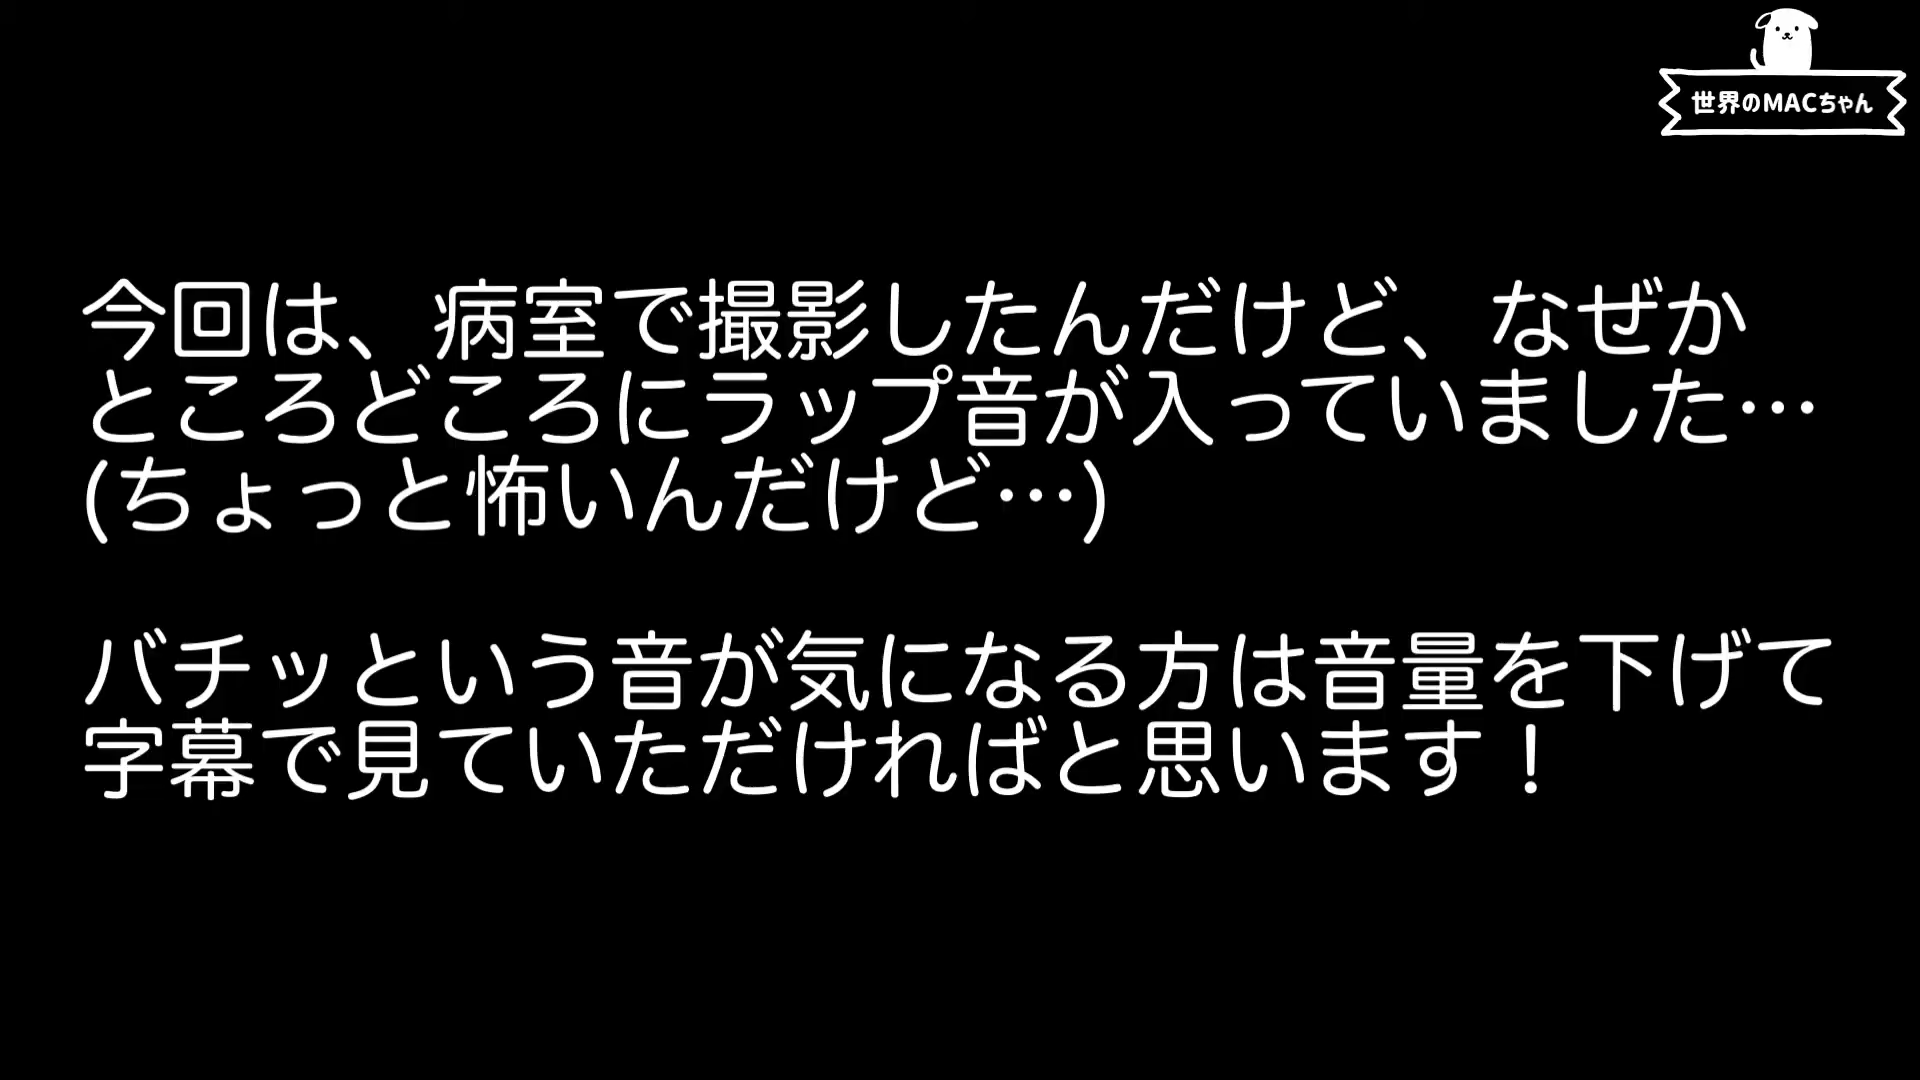 世界のMACちゃん
今回は、病室で撮影したんだけど、なぜか
ところどころにラップ音が入っていました…
(ちょっと怖いんだけど…)
バチッという音が気になる方は音量を下げて
字幕で見ていただければと思います！